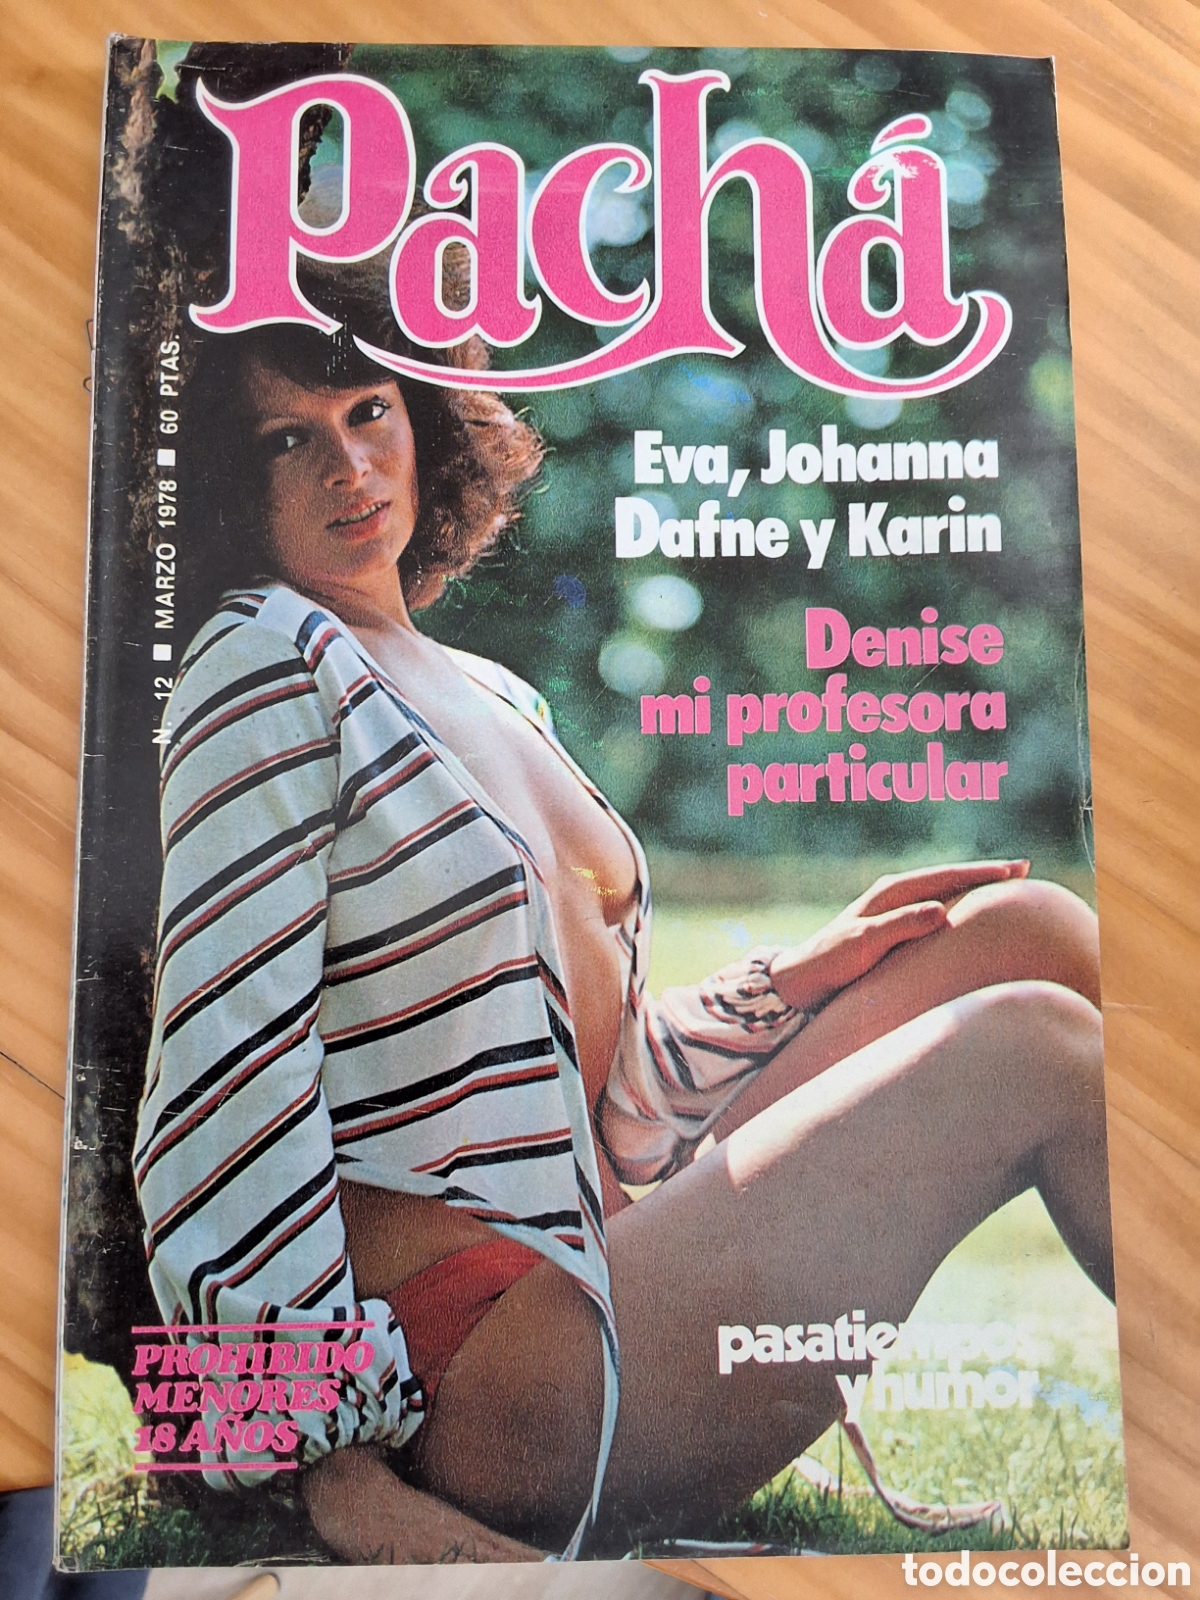 Pachá
Nº 12 ■ MARZO 1978 ■ 60 PTAS.
Eva, Johanna
Dafne y Karin
Denise
mi profesora
particular
pasatiempos
y humor
PROHIBIDO
MENORES
18 AÑOS
todocoleccion